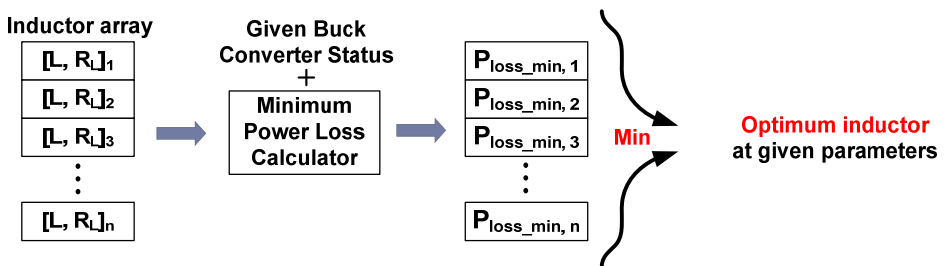 Inductor array
[L, RL]1
[L, RL]2
[L, RL]3
[L, RL]n
Given Buck
Converter Status
+
Minimum
Power Loss
Calculator
Ploss_min, 1
Ploss_min, 2
Ploss_min, 3
Ploss_min, n
Min
Optimum inductor
at given parameters